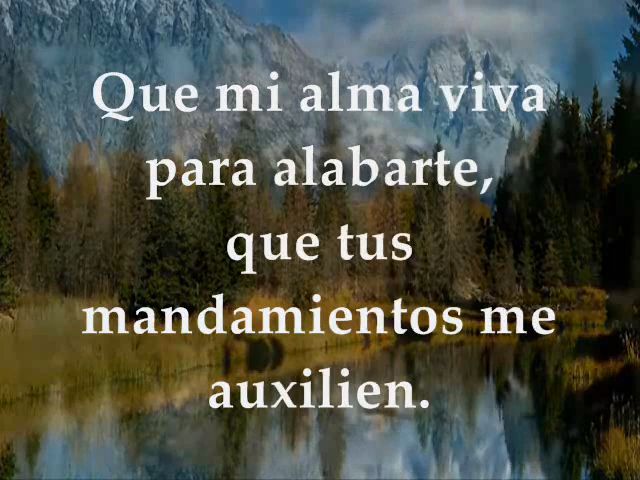 Que mi alma viva
para alabarte,
que tus
mandamientos me
auxilien.